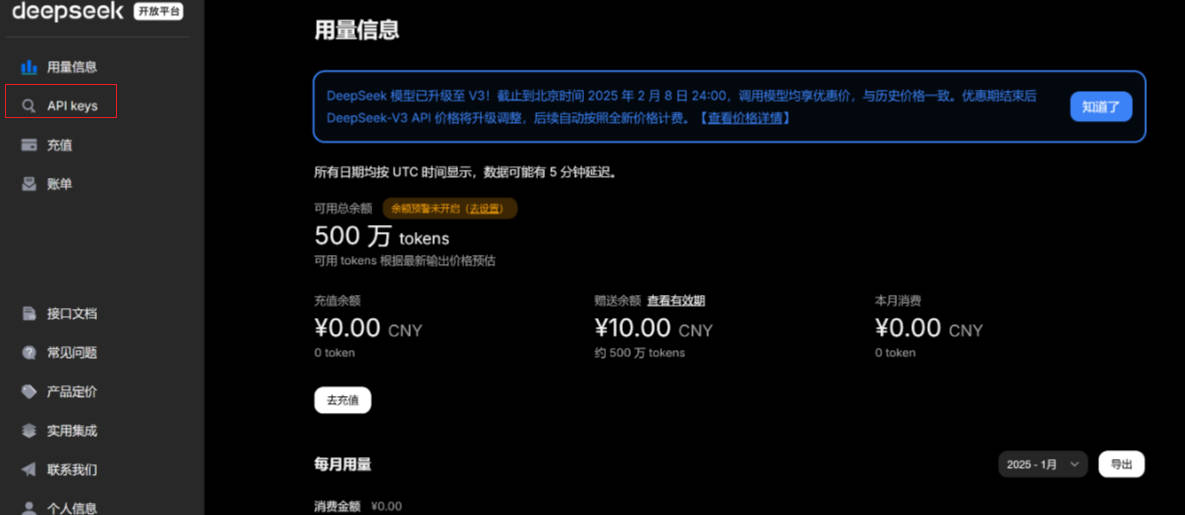 deepseek 开放平台
用量信息
API keys
充值
账单
接口文档
常见问题
产品定价
实用集成
联系我们
个人信息
用量信息
DeepSeek 模型已升级至 V3！截止到北京时间 2025 年 2 月 8 日 24:00，调用模型均享优惠价，与历史价格一致。优惠期结束后
DeepSeek-V3 API 价格将升级调整，后续自动按照全新价格计费。【查看价格详情】
知道了
所有日期均按 UTC 时间显示，数据可能有 5 分钟延迟。
可用总余额 余额预警未开启（去设置）
500 万 tokens
可用 tokens 根据最新输出价格预估
充值余额
¥0.00 CNY
0 token
赠送余额 查看有效期
¥10.00 CNY
约 500 万 tokens
本月消费
¥0.00 CNY
0 token
去充值
每月用量
2025 - 1月
导出
消费金额 ¥0.00